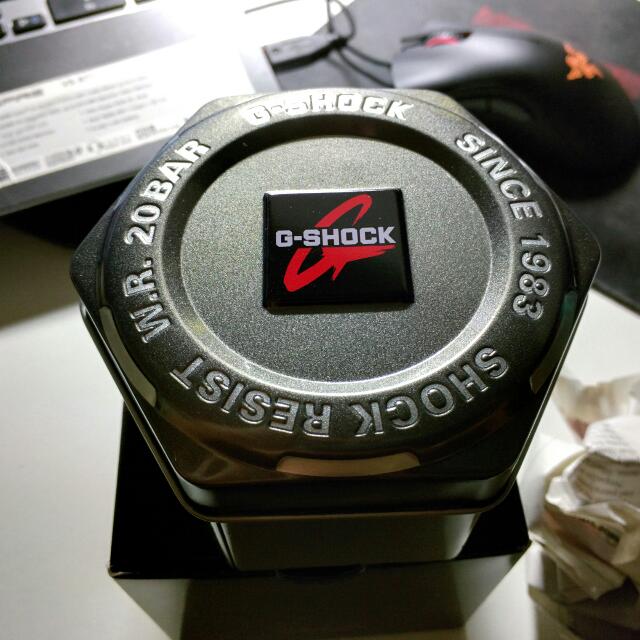 G-SHOCK
SINCE 1983
SHOCK RESIST
W.R. 20BAR
G-SHOCK